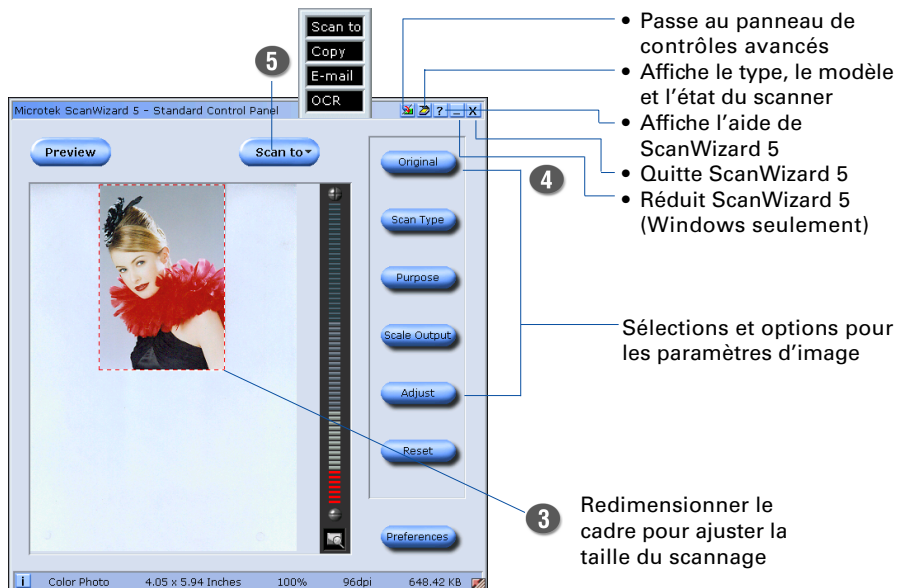 Scan to
Copy
E-mail
OCR
5
Microtek ScanWizard 5 - Standard Control Panel
?
X
Preview
Scan to
Original
Scan Type
Purpose
Scale Output
Adjust
Reset
Preferences
i Color Photo 4.05 x 5.94 Inches 100% 96dpi 648.42 KB
• Passe au panneau de
contrôles avancés
• Affiche le type, le modèle
et l’état du scanner
• Affiche l’aide de
ScanWizard 5
• Quitte ScanWizard 5
• Réduit ScanWizard 5
(Windows seulement)
4
Sélections et options pour
les paramètres d’image
3
Redimensionner le
cadre pour ajuster la
taille du scannage